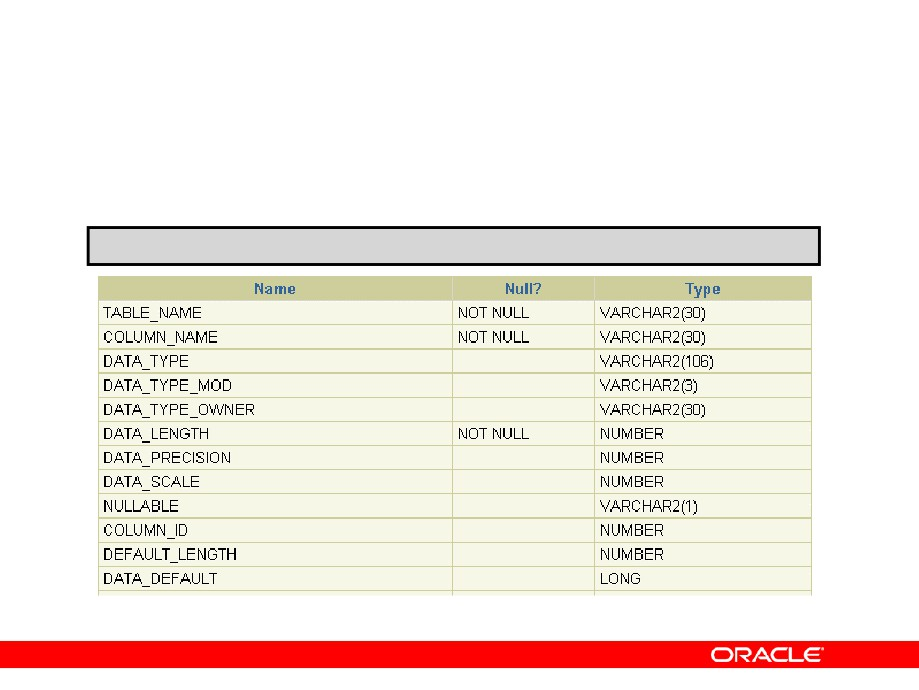 Name Null? Type
TABLE_NAME NOT NULL VARCHAR2(30)
COLUMN_NAME NOT NULL VARCHAR2(30)
DATA_TYPE VARCHAR2(106)
DATA_TYPE_MOD VARCHAR2(3)
DATA_TYPE_OWNER VARCHAR2(30)
DATA_LENGTH NOT NULL NUMBER
DATA_PRECISION NUMBER
DATA_SCALE NUMBER
NULLABLE VARCHAR2(1)
COLUMN_ID NUMBER
DEFAULT_LENGTH NUMBER
DATA_DEFAULT LONG
ORACLE